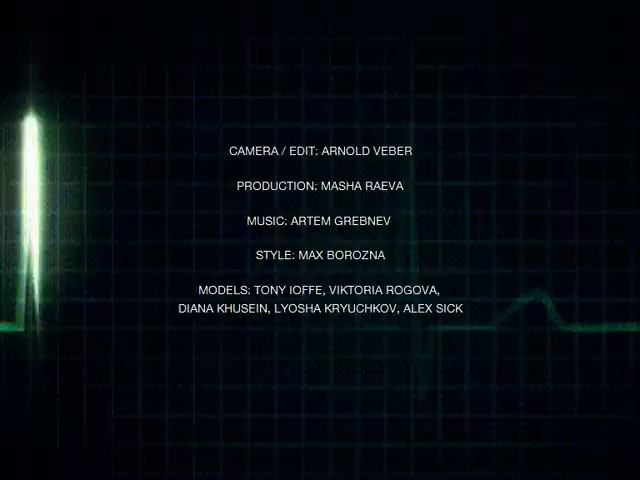 CAMERA / EDIT: ARNOLD VEBER
PRODUCTION: MASHA RAEVA
MUSIC: ARTEM GREBNEV
STYLE: MAX BOROZNA
MODELS: TONY IOFFE, VIKTORIA ROGOVA,
DIANA KHUSEIN, LYOSHA KRYUCHKOV, ALEX SICK